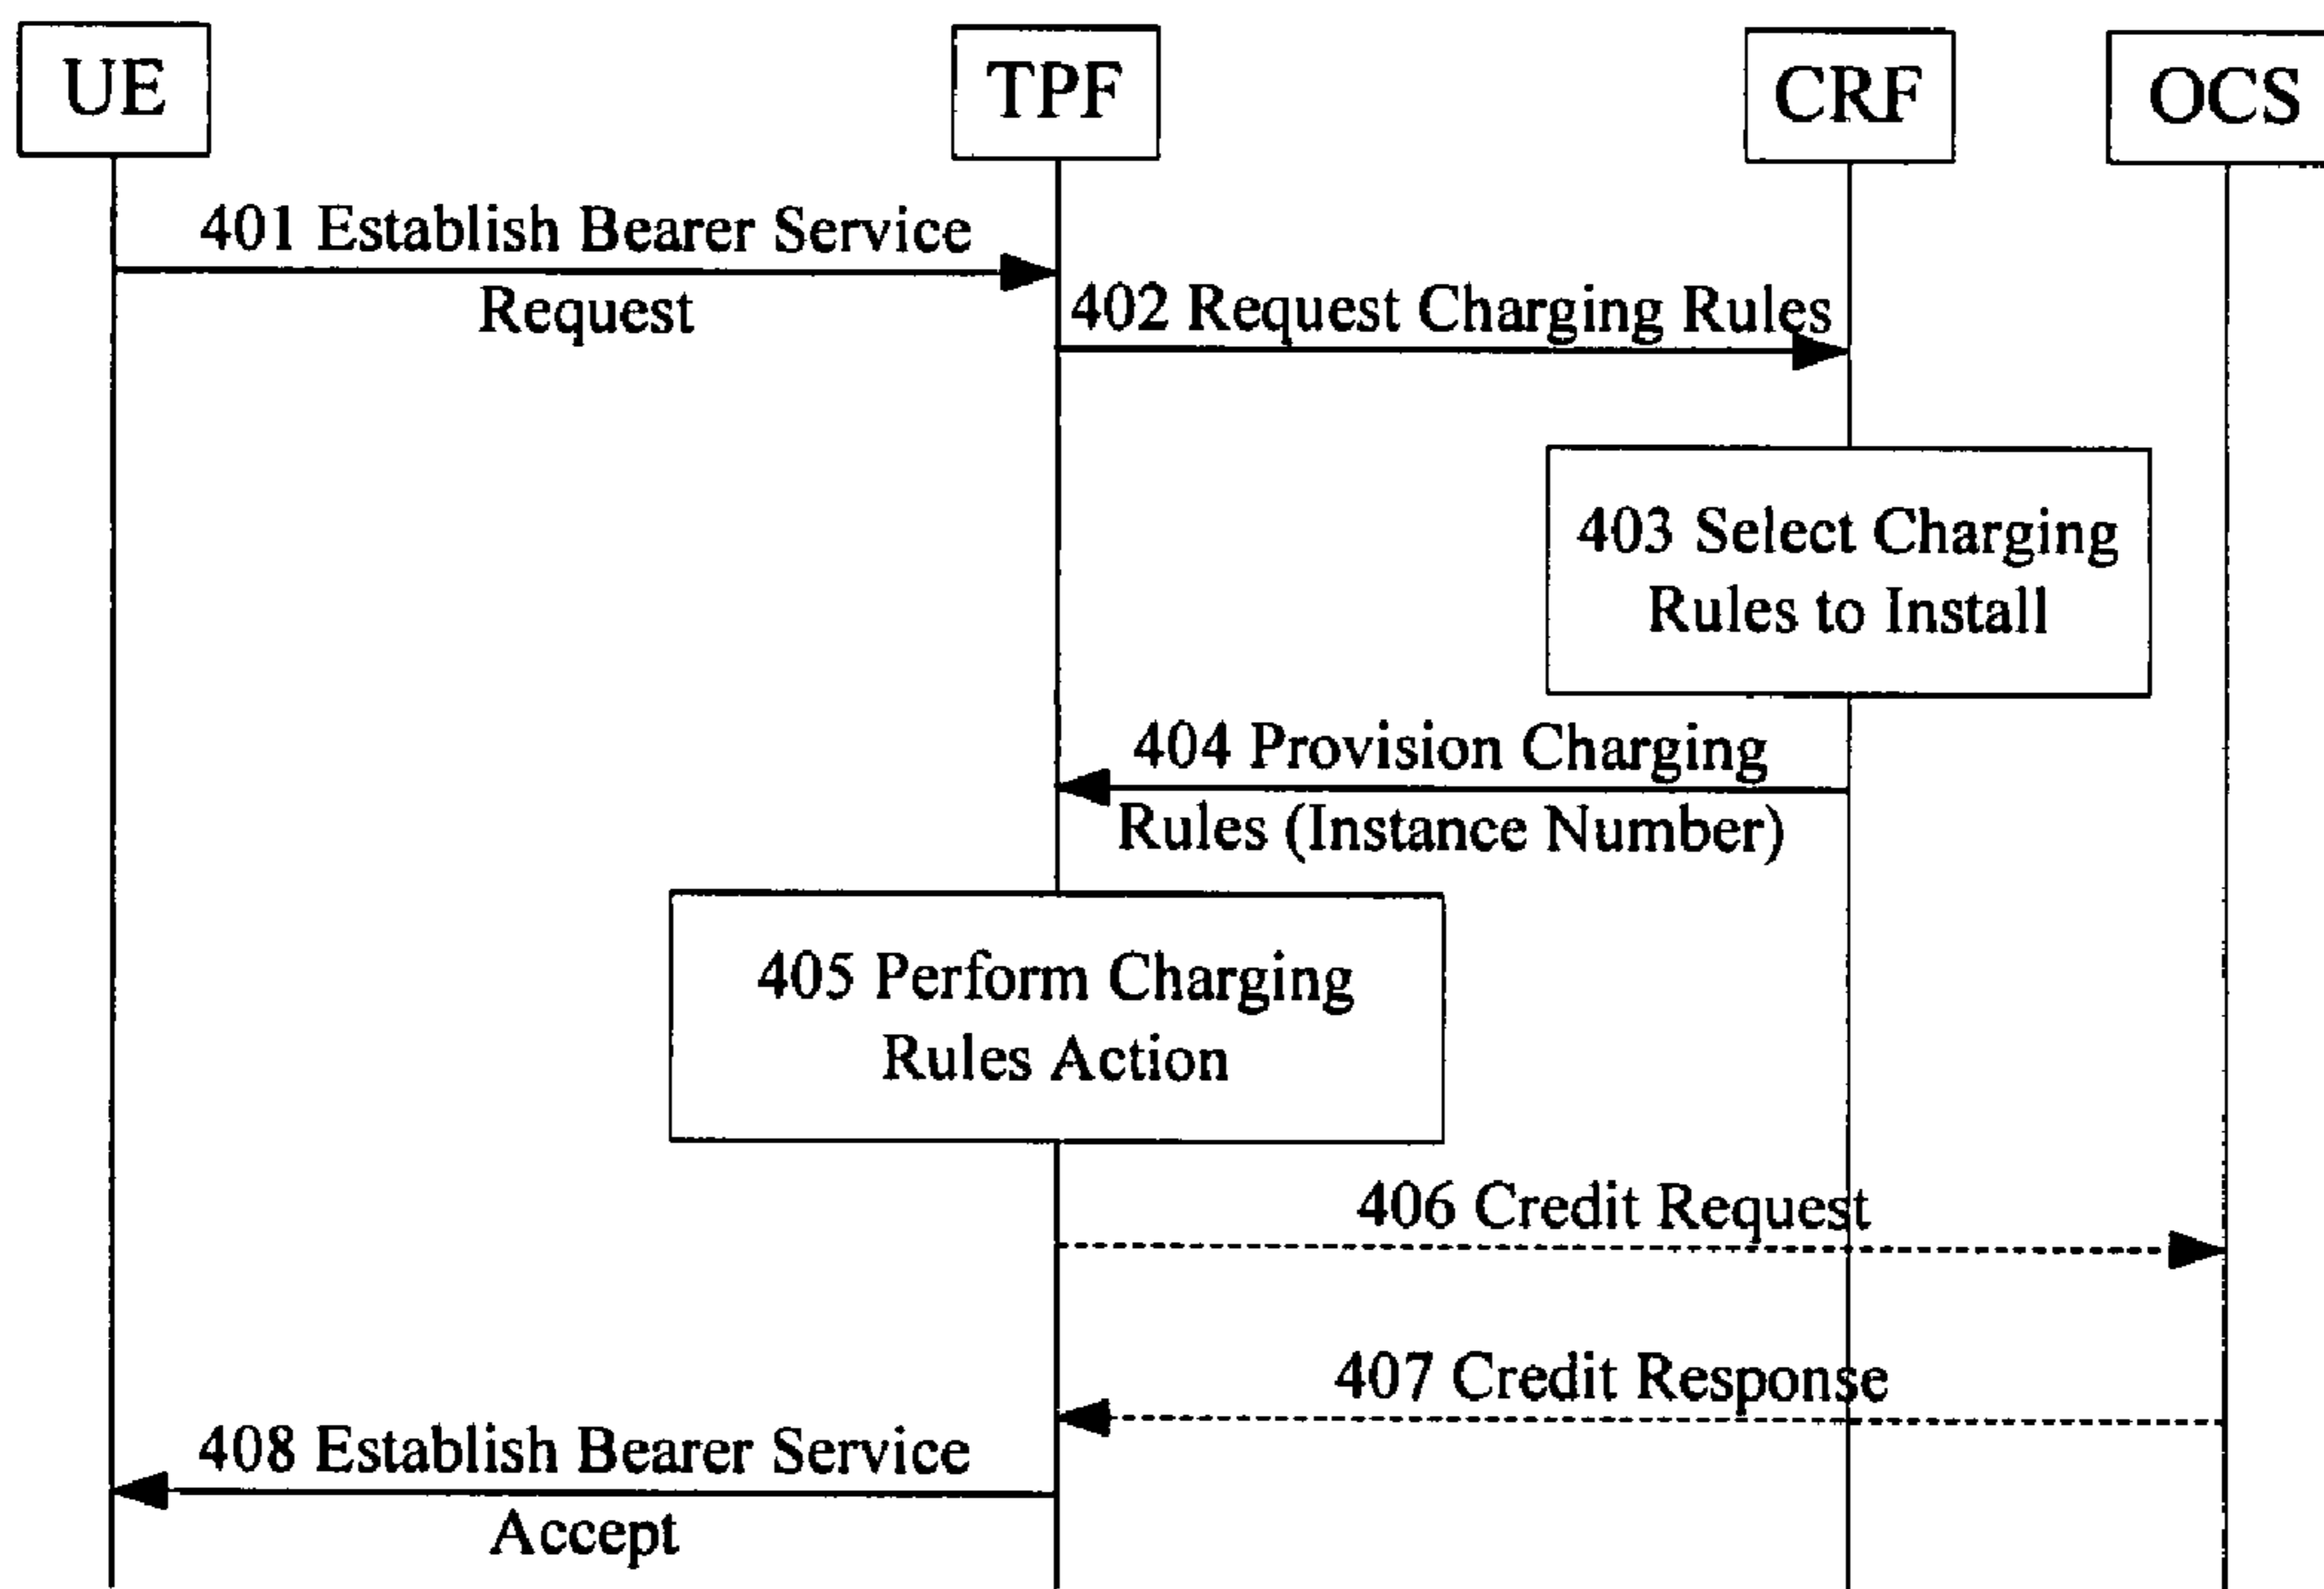 UE
TPF
CRF
OCS
401 Establish Bearer Service
Request
402 Request Charging Rules
403 Select Charging
Rules to Install
404 Provision Charging
Rules (Instance Number)
405 Perform Charging
Rules Action
406 Credit Request
407 Credit Response
408 Establish Bearer Service
Accept